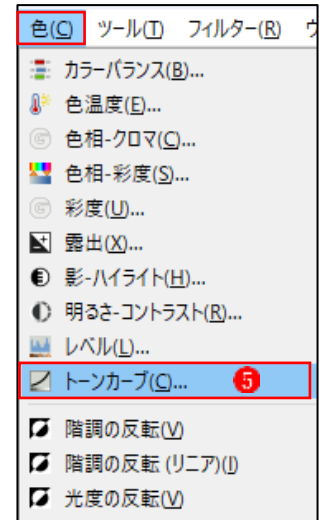 色(C) ツール(T) フィルター(R)
カラーバランス(B)...
色温度(E)...
色相-クロマ(C)...
色相-彩度(S)...
彩度(U)...
露出(X)...
影-ハイライト(H)...
明るさ-コントラスト(R)...
レベル(L)...
トーンカーブ(C)... 5
階調の反転(V)
階調の反転 (リニア)(I)
光度の反転(V)